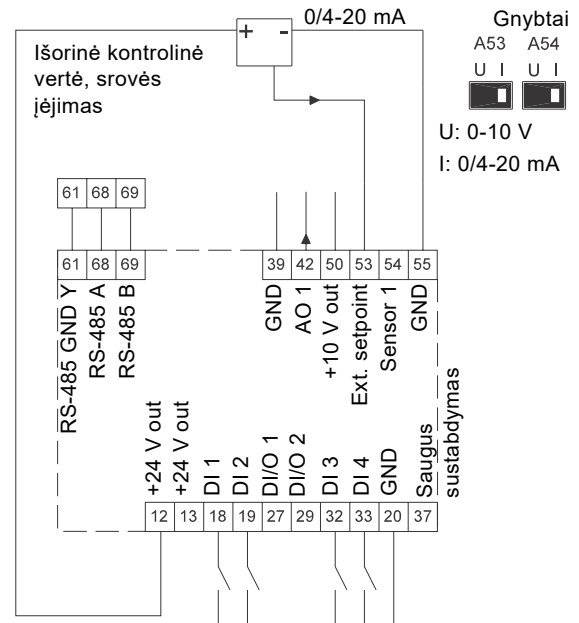 + -
0/4-20 mA
Išorinė kontrolinė
vertė, srovės
įėjimas
Gnybtai
A53 A54
U I U I
U: 0-10 V
I: 0/4-20 mA
61 68 69
61 68 69
39 42 50 53 54 55
RS-485 GND Y
RS-485 A
RS-485 B
GND
AO 1
+10 V out
Ext. setpoint
Sensor 1
GND
+24 V out
+24 V out
DI 1
DI 2
DI/O 1
DI/O 2
DI 3
DI 4
GND
Saugus
sustabdymas
12 13 18 19 27 29 32 33 20 37